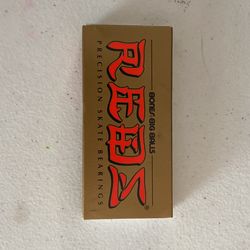 BONES BIG BALLS
REDS®
PRECISION SKATE BEARINGS